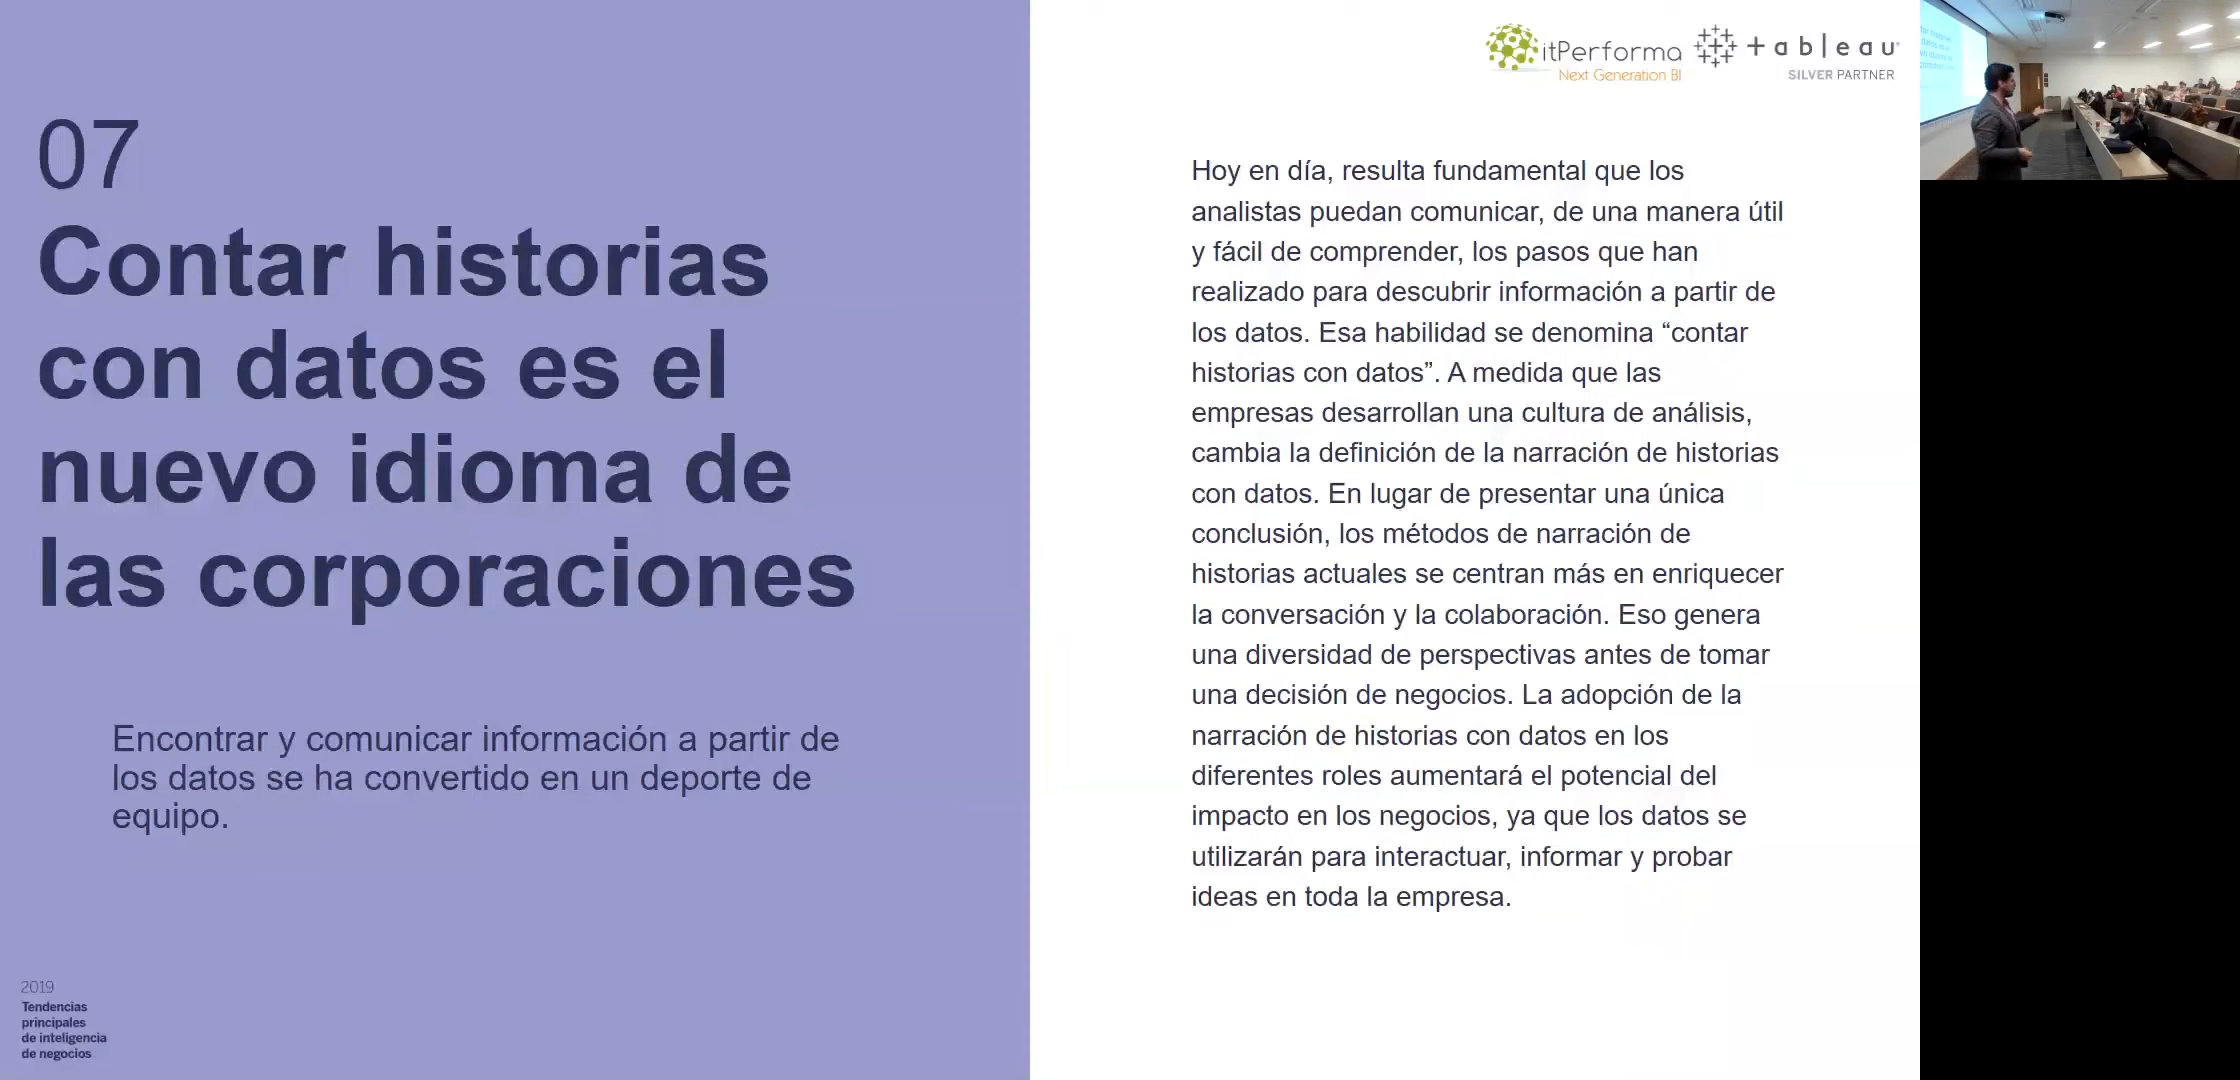 07
Contar historias
con datos es el
nuevo idioma de
las corporaciones
Encontrar y comunicar información a partir de
los datos se ha convertido en un deporte de
equipo.
2019
Tendencias
principales
de inteligencia
de negocios
itPerforma
Next Generation BI
+ableau
SILVER PARTNER
Hoy en día, resulta fundamental que los
analistas puedan comunicar, de una manera útil
y fácil de comprender, los pasos que han
realizado para descubrir información a partir de
los datos. Esa habilidad se denomina “contar
historias con datos”. A medida que las
empresas desarrollan una cultura de análisis,
cambia la definición de la narración de historias
con datos. En lugar de presentar una única
conclusión, los métodos de narración de
historias actuales se centran más en enriquecer
la conversación y la colaboración. Eso genera
una diversidad de perspectivas antes de tomar
una decisión de negocios. La adopción de la
narración de historias con datos en los
diferentes roles aumentará el potencial del
impacto en los negocios, ya que los datos se
utilizarán para interactuar, informar y probar
ideas en toda la empresa.